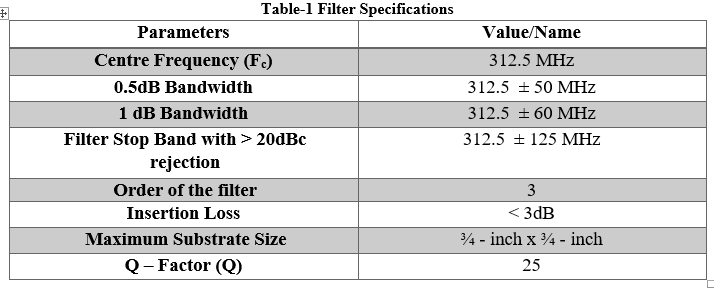 Table-1 Filter Specifications
Parameters Value/Name
Centre Frequency (Fc) 312.5 MHz
0.5dB Bandwidth 312.5 ± 50 MHz
1 dB Bandwidth 312.5 ± 60 MHz
Filter Stop Band with > 20dBc 312.5 ± 125 MHz
rejection
Order of the filter 3
Insertion Loss < 3dB
Maximum Substrate Size ¾ - inch x ¾ - inch
Q – Factor (Q) 25